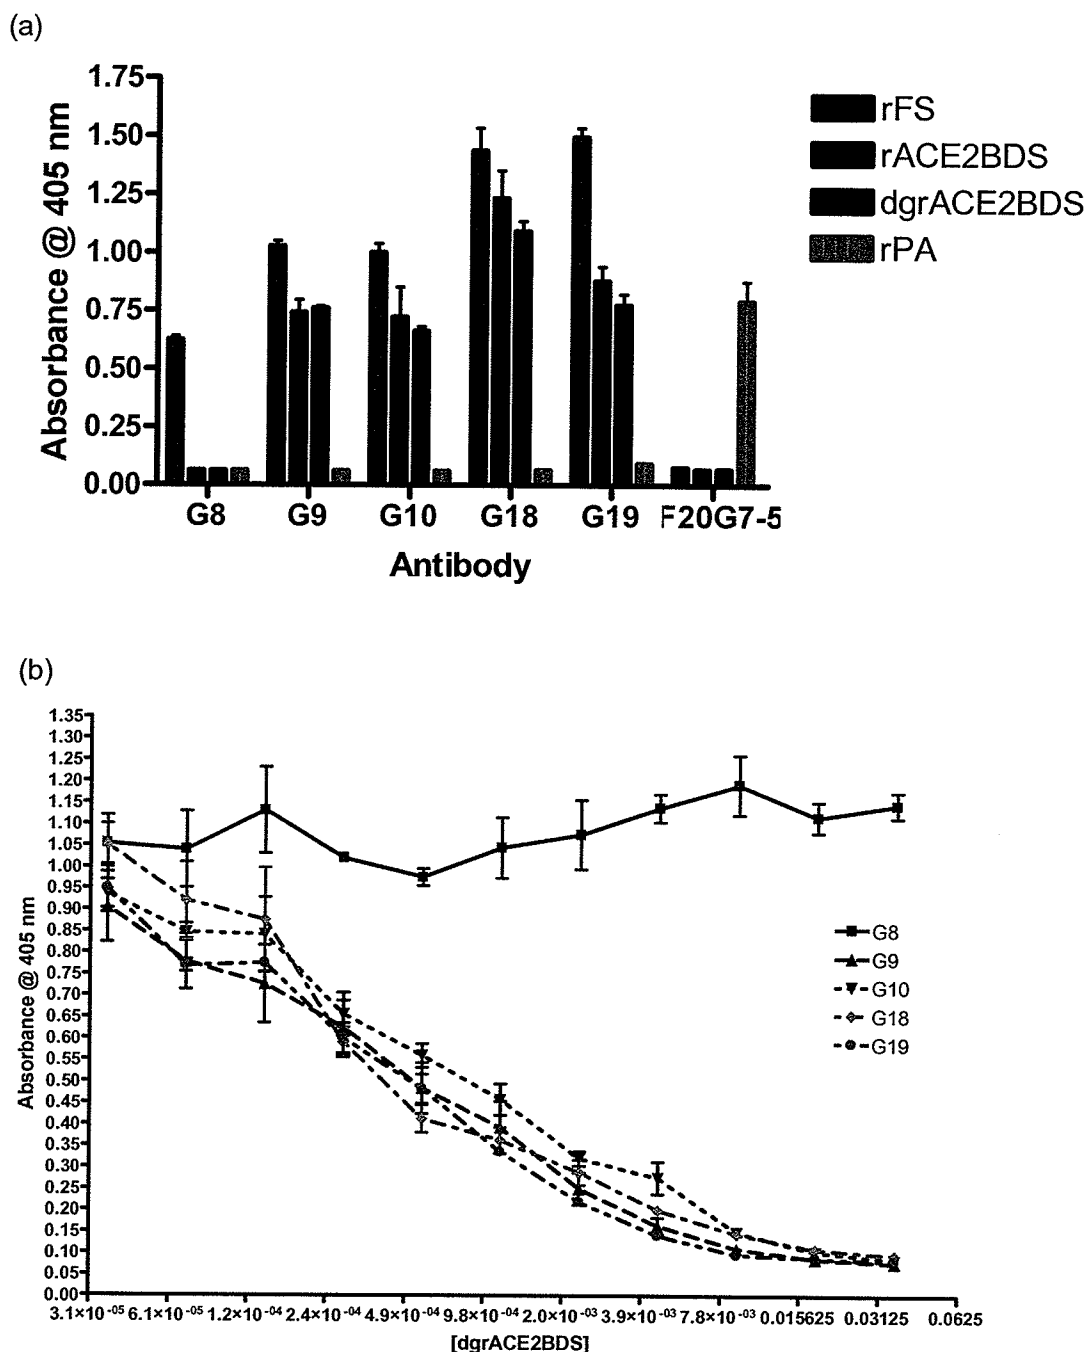 (a)
1.75
1.50
1.25
1.00
0.75
0.50
0.25
0.00
Absorbance @ 405 nm
G8 G9 G10 G18 G19 F20G7-5
Antibody
rFS
rACE2BDS
dgrACE2BDS
rPA
(b)
1.35
1.30
1.25
1.20
1.15
1.10
1.05
1.00
0.95
0.90
0.85
0.80
0.75
0.70
0.65
0.60
0.55
0.50
0.45
0.40
0.35
0.30
0.25
0.20
0.15
0.10
0.05
0.00
Absorbance @ 405 nm
G8
G9
G10
G18
G19
3.1×10⁻⁰⁵ 6.1×10⁻⁰⁵ 1.2×10⁻⁰⁴ 2.4×10⁻⁰⁴ 4.9×10⁻⁰⁴ 9.8×10⁻⁰⁴ 2.0×10⁻⁰³ 3.9×10⁻⁰³ 7.8×10⁻⁰³ 0.015625 0.03125 0.0625
[dgrACE2BDS]